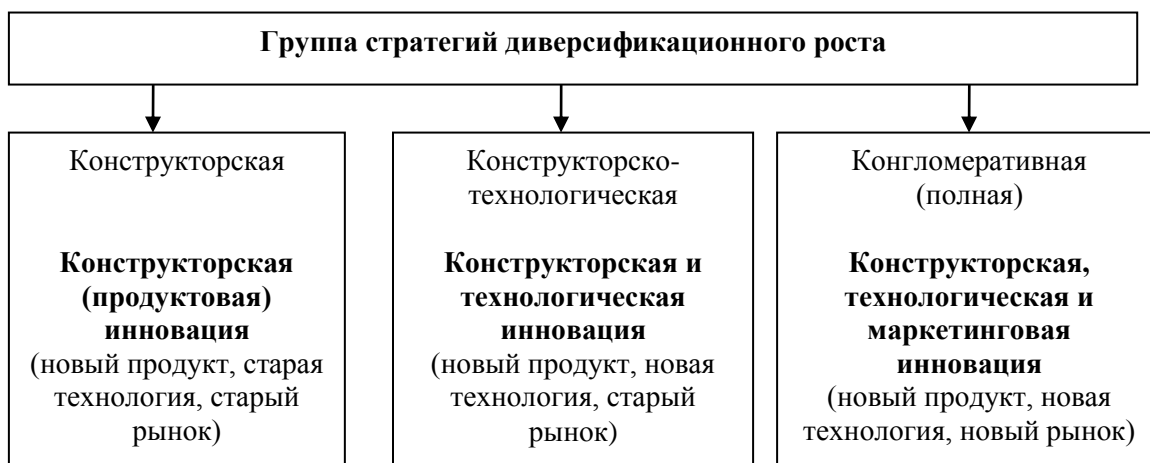 Группа стратегий диверсификационного роста
Конструкторская
Конструкторская
(продуктовая)
инновация
(новый продукт, старая
технология, старый
рынок)
Конструкторско-
технологическая
Конструкторская и
технологическая
инновация
(новый продукт, новая
технология, старый
рынок)
Конгломеративная
(полная)
Конструкторская,
технологическая и
маркетинговая
инновация
(новый продукт, новая
технология, новый рынок)